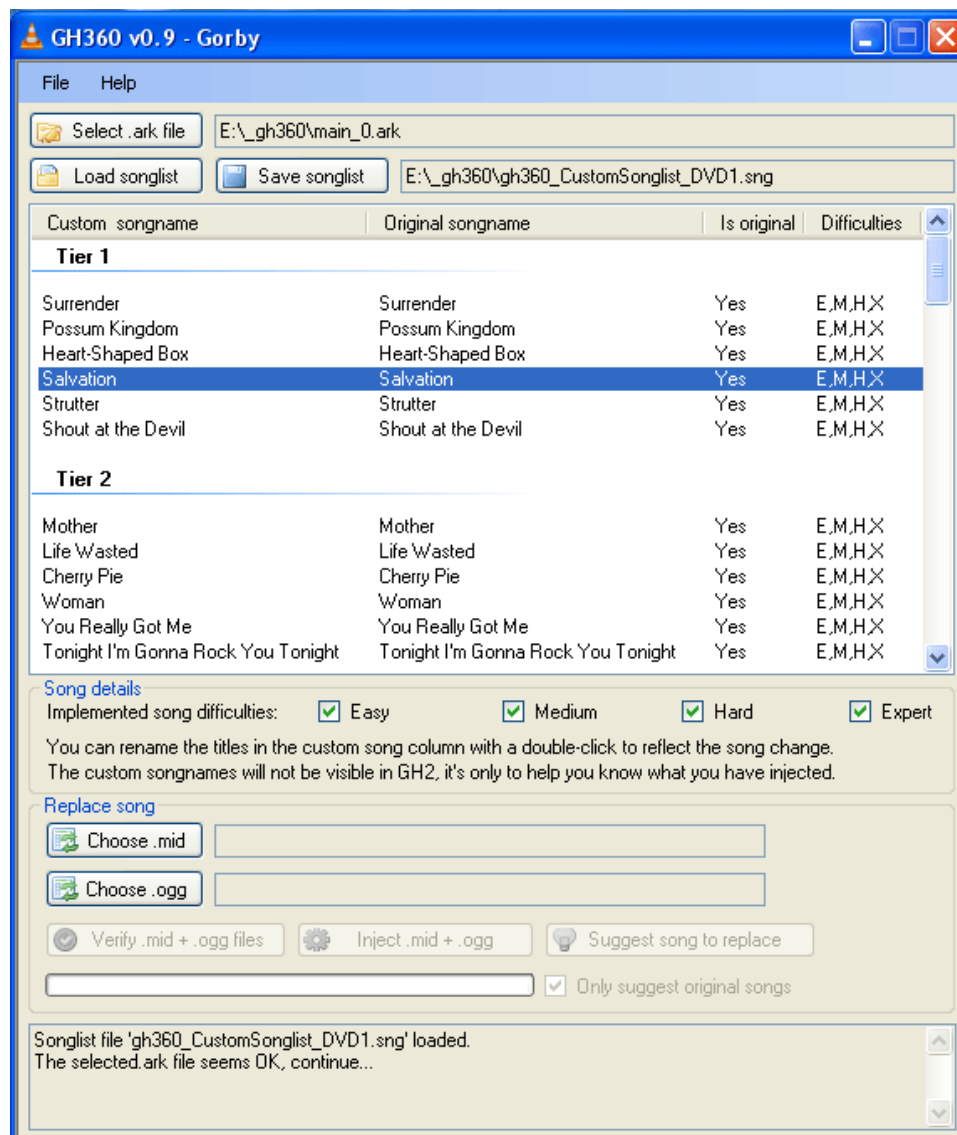 GH360 v0.9 - Gorby
File Help
Select .ark file E:\_gh360\main_0.ark
Load songlist Save songlist E:\_gh360\gh360_CustomSonglist_DVD1.sng
Custom songname Original songname Is original Difficulties
Tier 1
Surrender Surrender Yes E,M,H,X
Possum Kingdom Possum Kingdom Yes E,M,H,X
Heart-Shaped Box Heart-Shaped Box Yes E,M,H,X
Salvation Salvation Yes E,M,H,X
Strutter Strutter Yes E,M,H,X
Shout at the Devil Shout at the Devil Yes E,M,H,X
Tier 2
Mother Mother Yes E,M,H,X
Life Wasted Life Wasted Yes E,M,H,X
Cherry Pie Cherry Pie Yes E,M,H,X
Woman Woman Yes E,M,H,X
You Really Got Me You Really Got Me Yes E,M,H,X
Tonight I'm Gonna Rock You Tonight Tonight I'm Gonna Rock You Tonight Yes E,M,H,X
Song details
Implemented song difficulties: Easy Medium Hard Expert
You can rename the titles in the custom song column with a double-click to reflect the song change.
The custom songnames will not be visible in GH2, it's only to help you know what you have injected.
Replace song
Choose .mid
Choose .ogg
Verify .mid + .ogg files Inject .mid + .ogg Suggest song to replace
Only suggest original songs
Songlist file 'gh360_CustomSonglist_DVD1.sng' loaded.
The selected.ark file seems OK, continue...